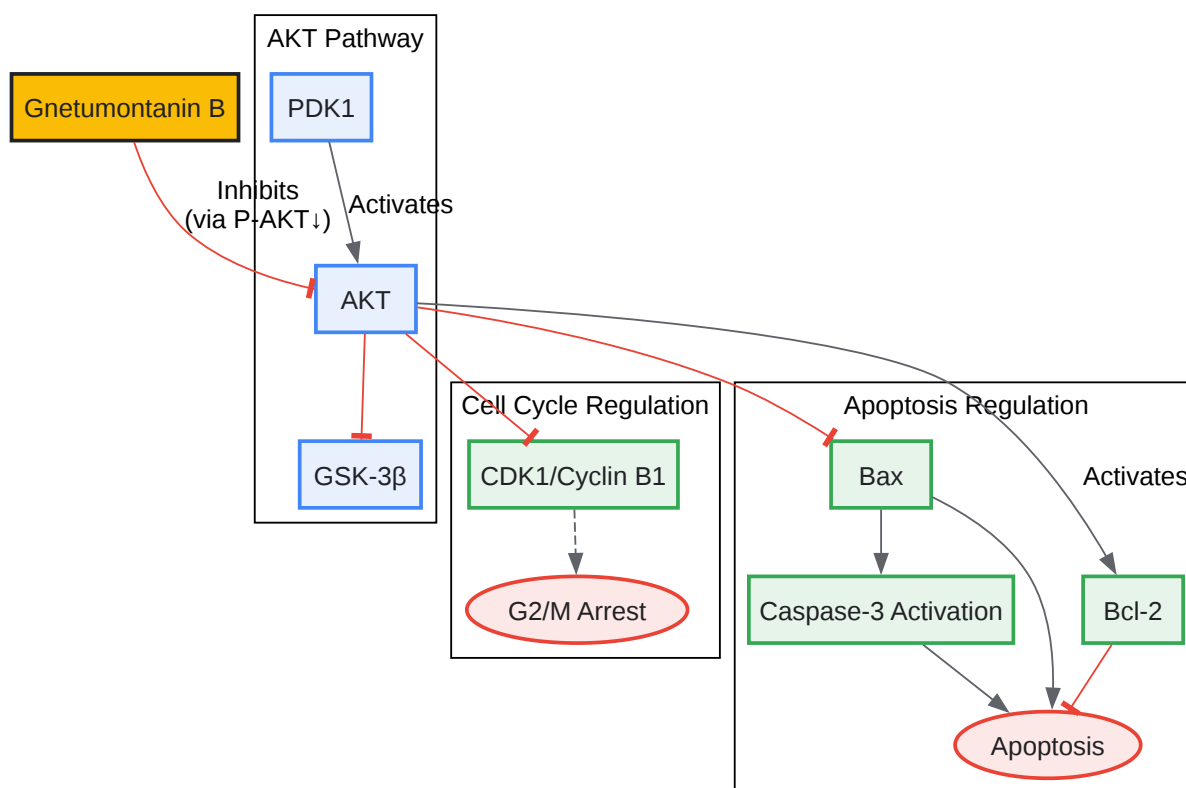 AKT Pathway
Gnetumontanin B
PDK1
Inhibits
(via P-AKT↓)
Activates
AKT
Cell Cycle Regulation
Apoptosis Regulation
GSK-3β
CDK1/Cyclin B1
Bax
Activates
G2/M Arrest
Caspase-3 Activation
Bcl-2
Apoptosis